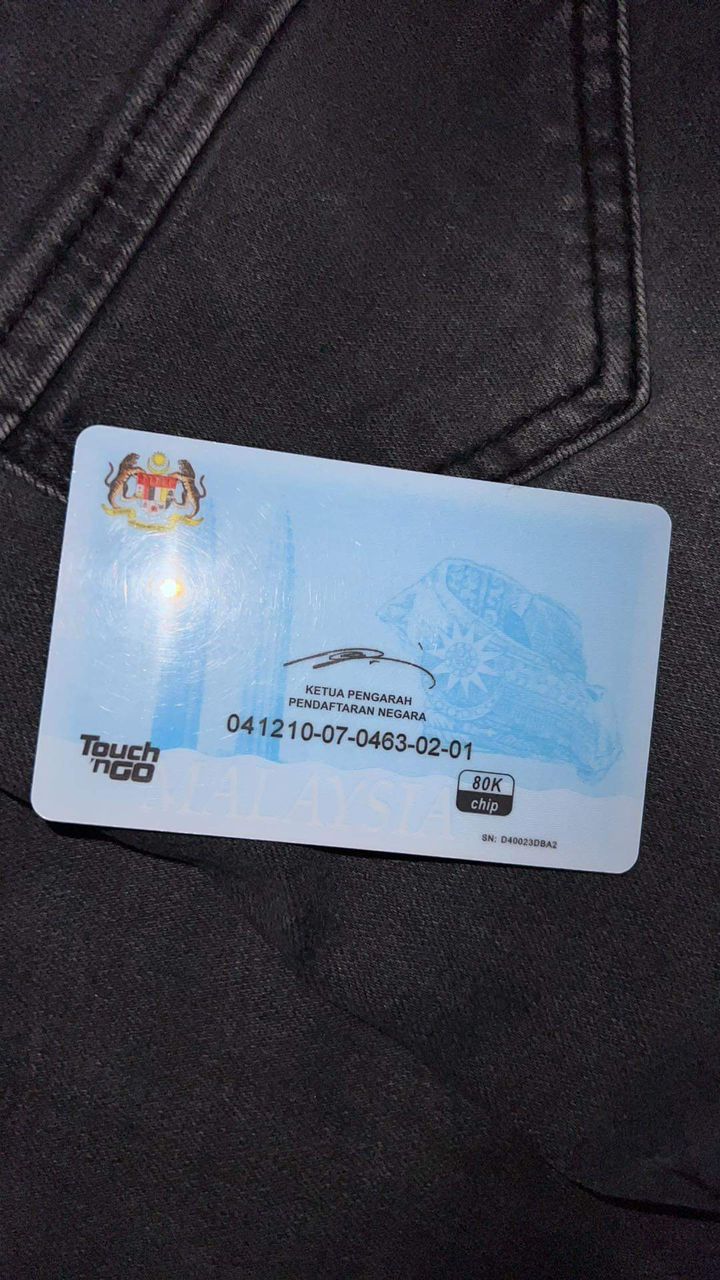 KETUA PENGARAH
PENDAFTARAN NEGARA
041210-07-0463-02-01
Touch
'nGO
MALAYSIA
80K
chip
SN: D40023DBA2